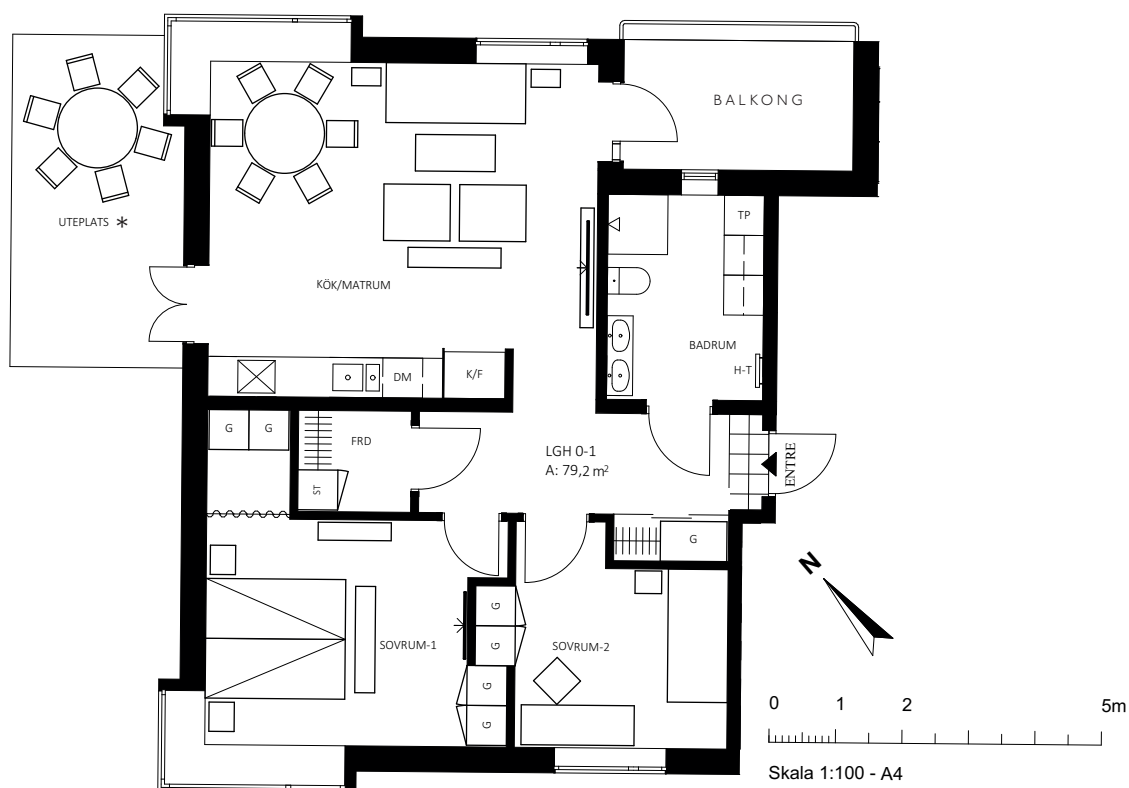 BALKONG
UTEPLATS *
TP
KÖK/MATRUM
BADRUM
H-T
DM
K/F
G
G
FRD
ST
LGH 0-1
A: 79,2 m²
ENTRE
G
N
G
G
SOVRUM-1
SOVRUM-2
G
G
0 1 2 5m
Skala 1:100 - A4